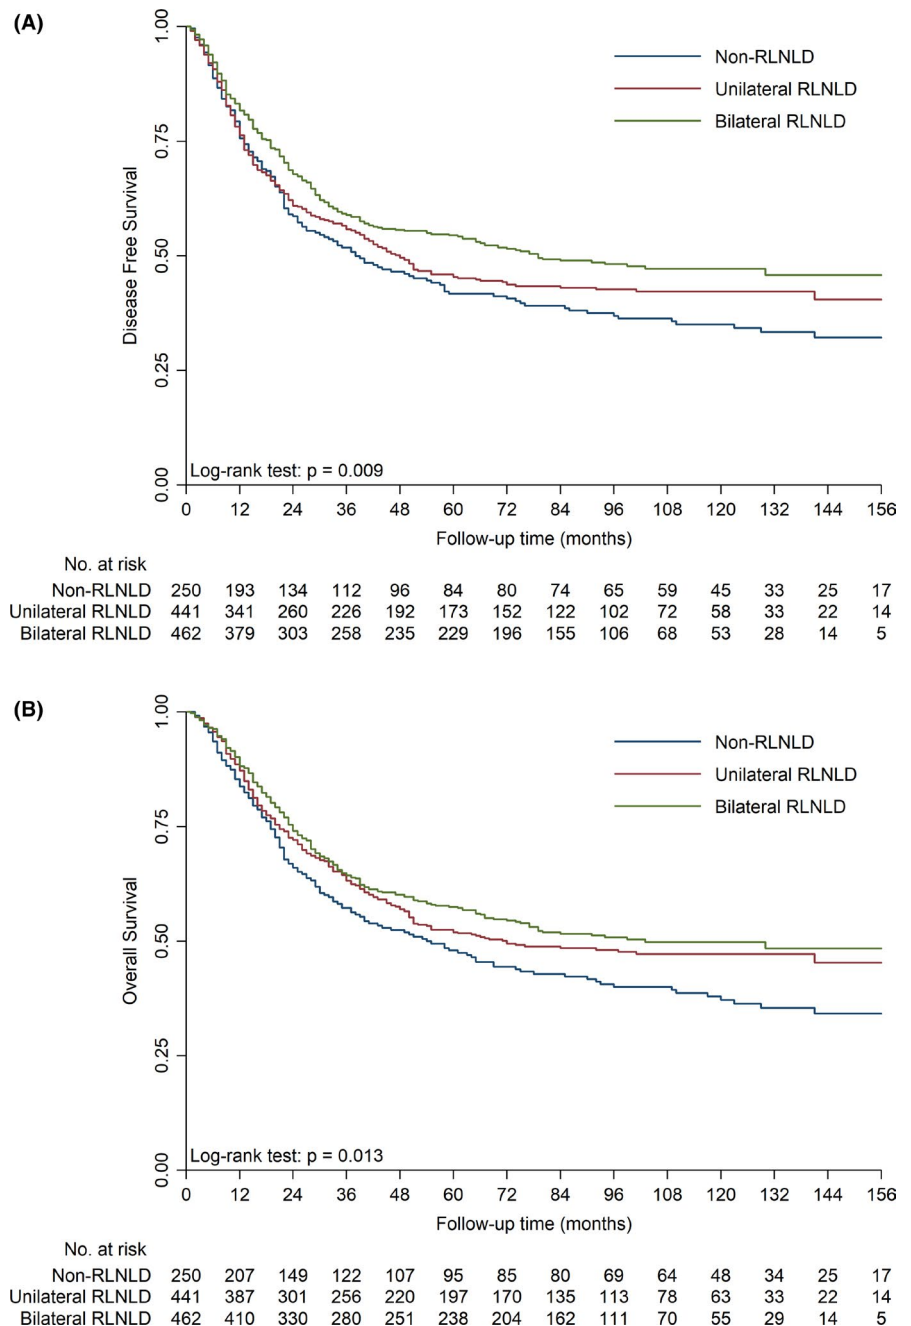 (A)
1.00
0.75
0.50
0.25
0.00
Disease Free Survival
Non-RLNLD
Unilateral RLNLD
Bilateral RLNLD
Log-rank test: p = 0.009
0 12 24 36 48 60 72 84 96 108 120 132 144 156
Follow-up time (months)
No. at risk
Non-RLNLD 250 193 134 112 96 84 80 74 65 59 45 33 25 17
Unilateral RLNLD 441 341 260 226 192 173 152 122 102 72 58 33 22 14
Bilateral RLNLD 462 379 303 258 235 229 196 155 106 68 53 28 14 5
(B)
1.00
0.75
0.50
0.25
0.00
Overall Survival
Non-RLNLD
Unilateral RLNLD
Bilateral RLNLD
Log-rank test: p = 0.013
0 12 24 36 48 60 72 84 96 108 120 132 144 156
Follow-up time (months)
No. at risk
Non-RLNLD 250 207 149 122 107 95 85 80 69 64 48 34 25 17
Unilateral RLNLD 441 387 301 256 220 197 170 135 113 78 63 33 22 14
Bilateral RLNLD 462 410 330 280 251 238 204 162 111 70 55 29 14 5